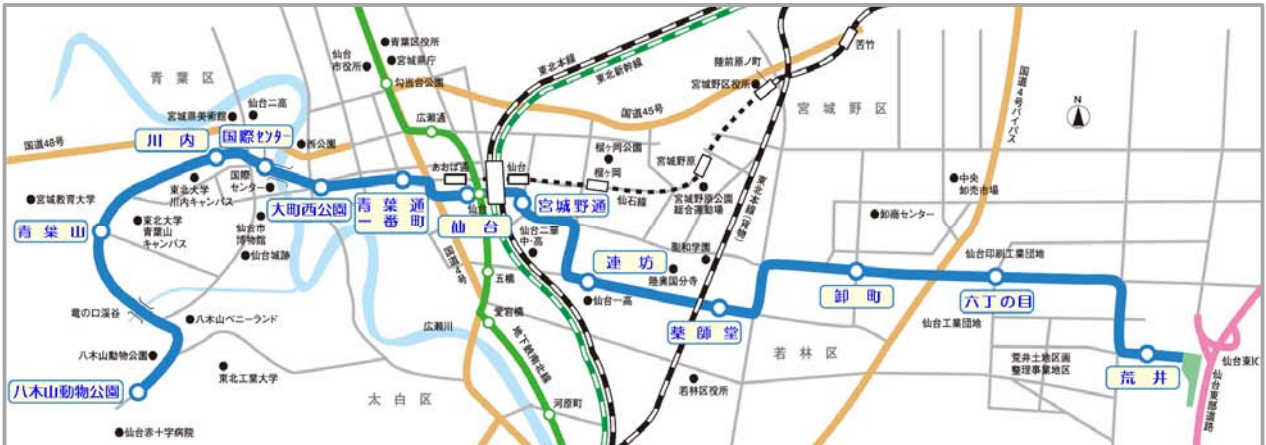 青葉区役所
宮城県庁
仙台
市役所
勾当台公園
東北本線
東北新幹線
苦竹
陸前原ノ町
宮城野区役所
宮城野区
国道45号
国道4号バイパス
N
青葉区
仙台二高
宮城県美術館
国道48号
川内
国際センター
西公園
広瀬通
あおば通
仙台
榴ヶ岡公園
榴ヶ岡
宮城野原
仙石線
宮城野原公園
総合運動場
東北本線(貨物)
中央
卸売市場
卸商センター
宮城教育大学
東北大学
川内キャンパス
国際
センター
大町西公園
青葉通
一番町
仙台
仙台
宮城野通
青葉山
東北大学
青葉山
キャンパス
仙台市
博物館
仙台城跡
国道4号
仙台二華
中・高
連坊
聖和学園
陸奥国分寺
仙台一高
薬師堂
卸町
仙台印刷工業団地
六丁の目
仙台工業団地
五橋
愛宕橋
広瀬川
地下鉄南北線
竜の口渓谷
八木山ベニーランド
八木山動物公園
八木山動物公園
東北工業大学
太白区
仙台赤十字病院
河原町
若林区
若林区役所
荒井土地区画
整理事業地区
荒井
仙台東IC
仙台東部道路